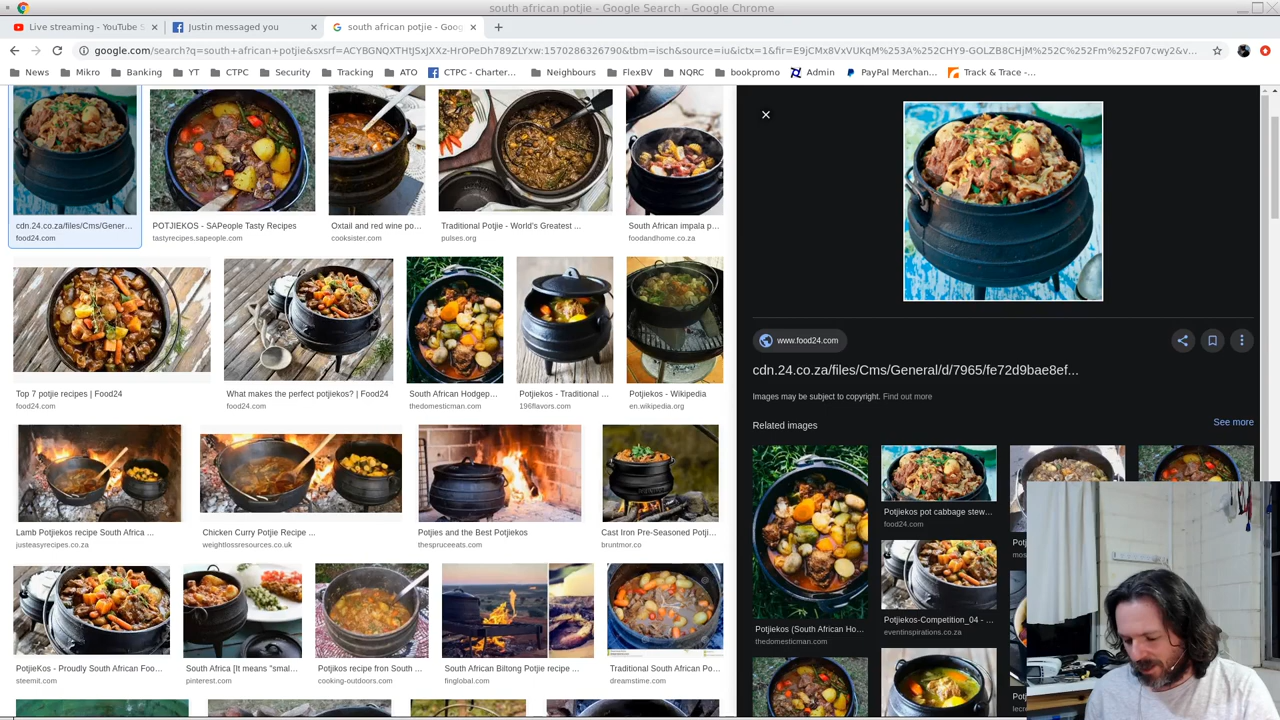 south african potjie - Google Search - Google Chrome
Live streaming - YouTube S
Justin messaged you
south african potjie - Goog
google.com/search?q=south+african+potjie&sxsrf=ACYBGNQXTHtJSxJXXz-HrOPeDh789ZLYxw:1570286326790&tbm=isch&source=iu&ictx=1&fir=E9jCMx8VxVUKqM%253A%252CHY9-GOLZB8CHjM%252C%252Fm%252F07cwy2&v...
News
Mikro
Banking
YT
CTPC
Security
Tracking
ATO
CTPC - Charter...
Neighbours
FlexBV
NQRC
bookpromo
Admin
PayPal Merchan...
Track & Trace -...
cdn.24.co.za/files/Cms/Gener...
food24.com
POTJIEKOS - SAPeople Tasty Recipes
tastyrecipes.sapeople.com
Oxtail and red wine po...
cooksister.com
Traditional Potjie - World's Greatest ...
pulses.org
South African impala p...
foodandhome.co.za
Top 7 potjie recipes | Food24
food24.com
What makes the perfect potjiekos? | Food24
food24.com
South African Hodgep...
thedomesticman.com
Potjiekos - Traditional ...
196flavors.com
Potjiekos - Wikipedia
en.wikipedia.org
Lamb Potjiekos recipe South Africa ...
justeasyrecipes.co.za
Chicken Curry Potjie Recipe ...
weightlossresources.co.uk
Potjies and the Best Potjiekos
thespruceeats.com
Cast Iron Pre-Seasoned Potji...
bruntmor.co
PotjieKos - Proudly South African Foo...
steemit.com
South Africa [It means "smal...
pinterest.com
Potjikos recipe fron South ...
cooking-outdoors.com
South African Biltong Potjie recipe ...
finglobal.com
Traditional South African Po...
dreamstime.com
www.food24.com
cdn.24.co.za/files/Cms/General/d/7965/fe72d9bae8ef...
Images may be subject to copyright. Find out more
Related images
See more
Potjiekos (South African Ho...
thedomesticman.com
Potjiekos pot cabbage stew...
food24.com
Potjiekos-Competition_04 - ...
eventinspirations.co.za